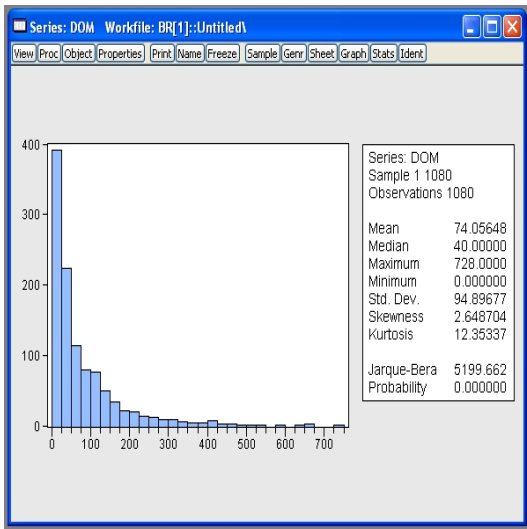 Series: DOM Workfile: BR[1]::Untitled\
View Proc Object Properties Print Name Freeze Sample Genr Sheet Graph Stats Ident
400
300
200
100
0
0 100 200 300 400 500 600 700
Series: DOM
Sample 1 1080
Observations 1080
Mean 74.05648
Median 40.00000
Maximum 728.0000
Minimum 0.000000
Std. Dev. 94.89677
Skewness 2.648704
Kurtosis 12.35337
Jarque-Bera 5199.662
Probability 0.000000